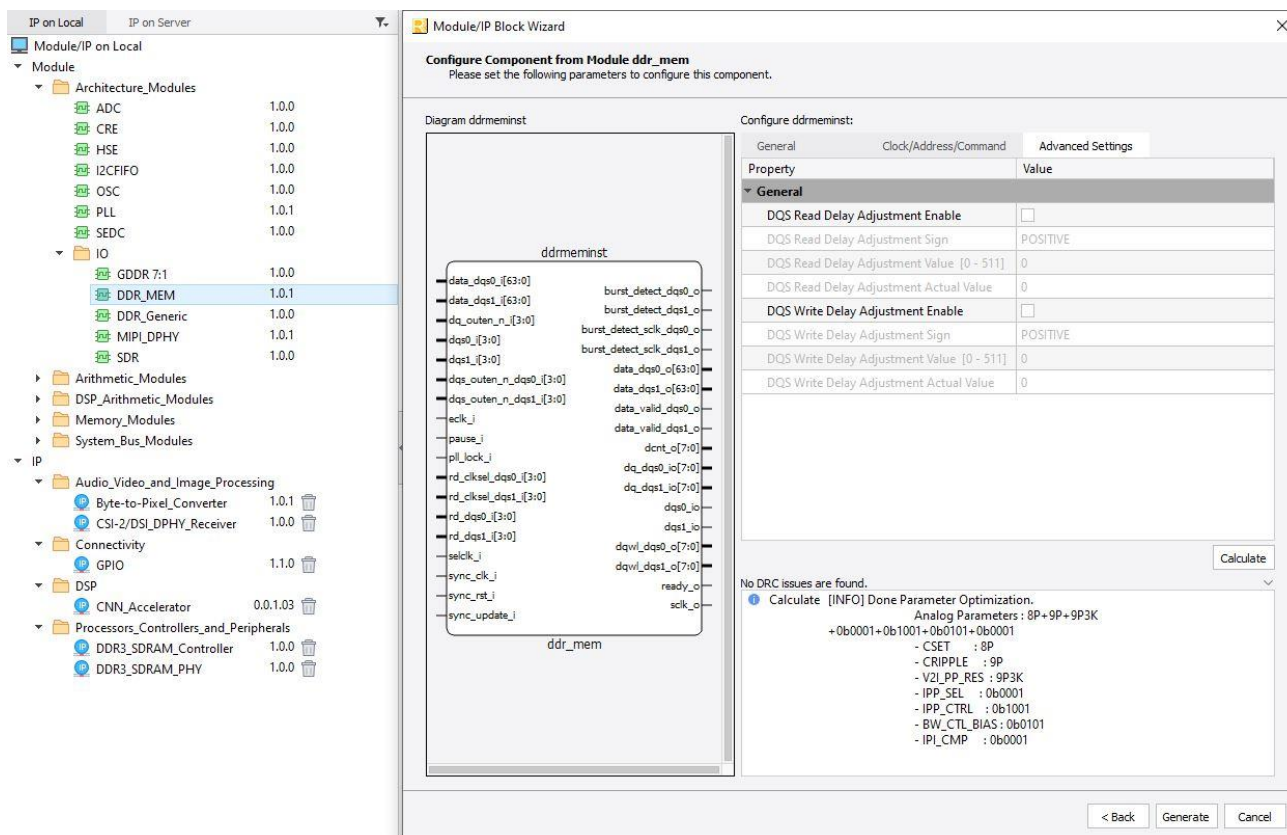 IP on Local IP on Server
Module/IP on Local
Module
Architecture_Modules
ADC 1.0.0
CRE 1.0.0
HSE 1.0.0
I2CFIFO 1.0.0
OSC 1.0.0
PLL 1.0.1
SEDC 1.0.0
IO
GDDR 7:1 1.0.0
DDR_MEM 1.0.1
DDR_Generic 1.0.0
MIPI_DPHY 1.0.1
SDR 1.0.0
Arithmetic_Modules
DSP_Arithmetic_Modules
Memory_Modules
System_Bus_Modules
IP
Audio_Video_and_Image_Processing
Byte-to-Pixel_Converter 1.0.1
CSI-2/DSI_DPHY_Receiver 1.0.0
Connectivity
GPIO 1.1.0
DSP
CNN_Accelerator 0.0.1.03
Processors_Controllers_and_Peripherals
DDR3_SDRAM_Controller 1.0.0
DDR3_SDRAM_PHY 1.0.0
Module/IP Block Wizard
Configure Component from Module ddr_mem
Please set the following parameters to configure this component.
Diagram ddrmeminst
ddrmeminst
data_dqs0_i[63:0]
data_dqs1_i[63:0]
dq_outen_n_i[3:0]
dqs0_i[3:0]
dqs1_i[3:0]
dqs_outen_n_dqs0_i[3:0]
dqs_outen_n_dqs1_i[3:0]
eclk_i
pause_i
pll_lock_i
rd_clksel_dqs0_i[3:0]
rd_clksel_dqs1_i[3:0]
rd_dqs0_i[3:0]
rd_dqs1_i[3:0]
selclk_i
sync_clk_i
sync_rst_i
sync_update_i
burst_detect_dqs0_o
burst_detect_dqs1_o
burst_detect_sclk_dqs0_o
burst_detect_sclk_dqs1_o
data_dqs0_o[63:0]
data_dqs1_o[63:0]
data_valid_dqs0_o
data_valid_dqs1_o
dcnt_o[7:0]
dq_dqs0_io[7:0]
dq_dqs1_io[7:0]
dqs0_io
dqs1_io
dqwl_dqs0_o[7:0]
dqwl_dqs1_o[7:0]
ready_o
sclk_o
ddr_mem
Configure ddrmeminst:
General Clock/Address/Command Advanced Settings
Property Value
General
DQS Read Delay Adjustment Enable
DQS Read Delay Adjustment Sign POSITIVE
DQS Read Delay Adjustment Value [0 - 511] 0
DQS Read Delay Adjustment Actual Value 0
DQS Write Delay Adjustment Enable
DQS Write Delay Adjustment Sign POSITIVE
DQS Write Delay Adjustment Value [0 - 511] 0
DQS Write Delay Adjustment Actual Value 0
Calculate
No DRC issues are found.
Calculate [INFO] Done Parameter Optimization.
Analog Parameters : 8P+9P+9P3K
+0b0001+0b1001+0b0101+0b0001
- CSET : 8P
- CRIPPLE : 9P
- V2I_PP_RES : 9P3K
- IPP_SEL : 0b0001
- IPP_CTRL : 0b1001
- BW_CTL_BIAS : 0b0101
- IPI_CMP : 0b0001
< Back Generate Cancel